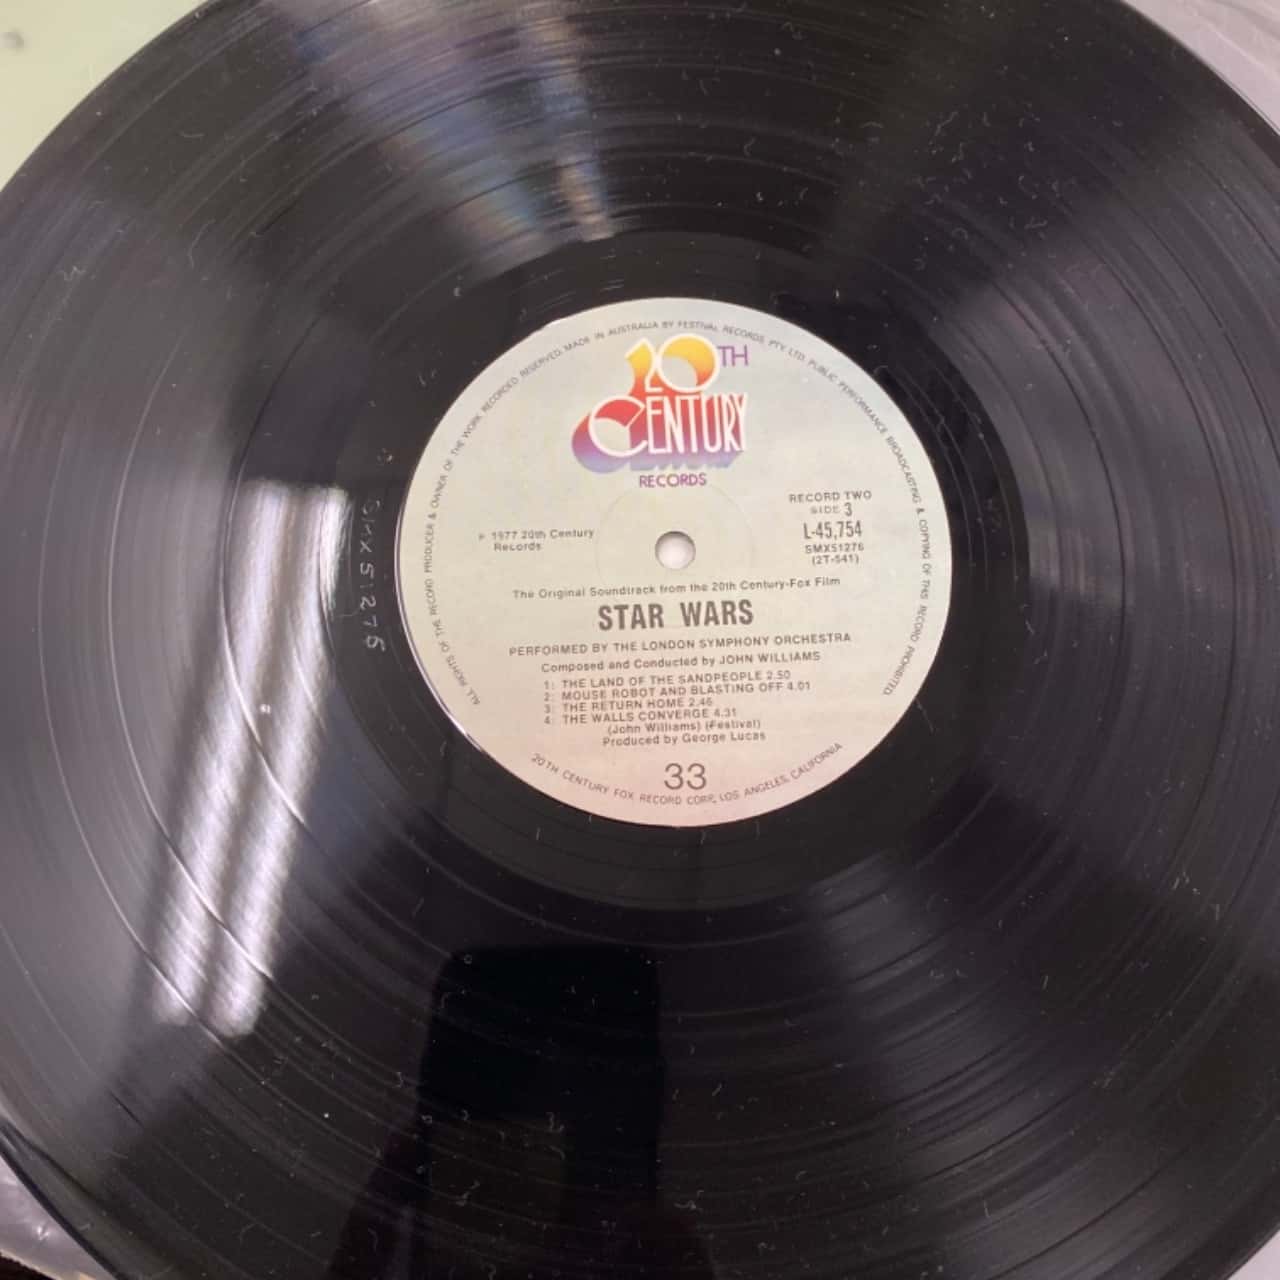 ALL RIGHTS OF THE RECORD PRODUCER & OWNER OF THE WORK RECORDED RESERVED. MADE IN AUSTRALIA BY FESTIVAL RECORDS PTY. LTD. PUBLIC PERFORMANCE BROADCASTING & COPYING OF THIS RECORD PROHIBITED.
20TH
CENTURY
RECORDS
RECORD TWO
SIDE 3
L-45,754
SMX51276
(2T-541)
℗ 1977 20th Century
Records
The Original Soundtrack from the 20th Century-Fox Film
STAR WARS
PERFORMED BY THE LONDON SYMPHONY ORCHESTRA
Composed and Conducted by JOHN WILLIAMS
1: THE LAND OF THE SANDPEOPLE 2.50
2: MOUSE ROBOT AND BLASTING OFF 4.01
3: THE RETURN HOME 2.46
4: THE WALLS CONVERGE 4.31
(John Williams) (Festival)
Produced by George Lucas
33
20TH CENTURY FOX RECORD CORP., LOS ANGELES, CALIFORNIA